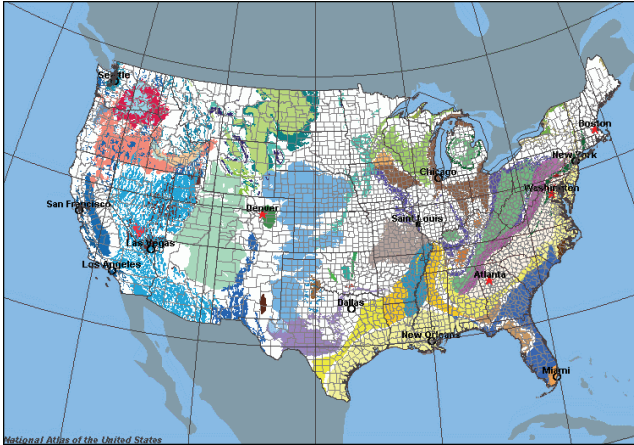 Seattle
Boston
New York
Chicago
Washington
San Francisco
Denver
Saint Louis
Las Vegas
Los Angeles
Atlanta
Dallas
New Orleans
Miami
National Atlas of the United States